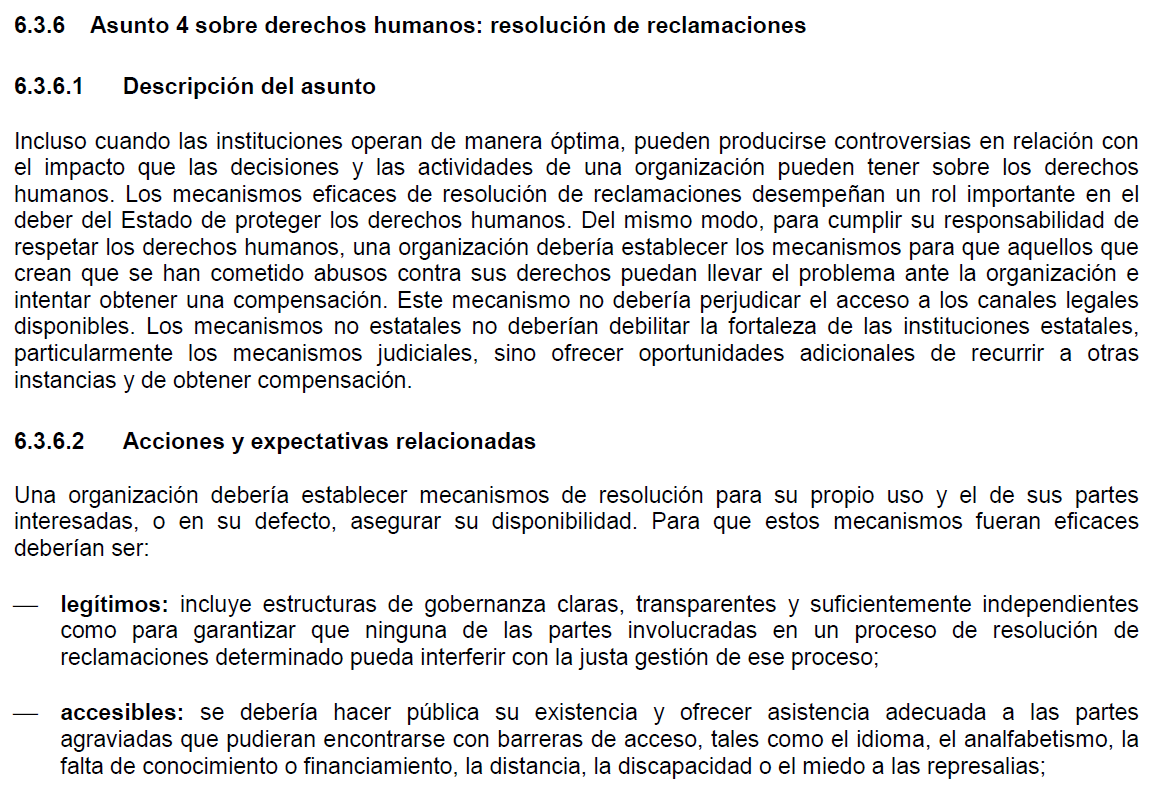 6.3.6 Asunto 4 sobre derechos humanos: resolución de reclamaciones
6.3.6.1 Descripción del asunto
Incluso cuando las instituciones operan de manera óptima, pueden producirse controversias en relación con
el impacto que las decisiones y las actividades de una organización pueden tener sobre los derechos
humanos. Los mecanismos eficaces de resolución de reclamaciones desempeñan un rol importante en el
deber del Estado de proteger los derechos humanos. Del mismo modo, para cumplir su responsabilidad de
respetar los derechos humanos, una organización debería establecer los mecanismos para que aquellos que
crean que se han cometido abusos contra sus derechos puedan llevar el problema ante la organización e
intentar obtener una compensación. Este mecanismo no debería perjudicar el acceso a los canales legales
disponibles. Los mecanismos no estatales no deberían debilitar la fortaleza de las instituciones estatales,
particularmente los mecanismos judiciales, sino ofrecer oportunidades adicionales de recurrir a otras
instancias y de obtener compensación.
6.3.6.2 Acciones y expectativas relacionadas
Una organización debería establecer mecanismos de resolución para su propio uso y el de sus partes
interesadas, o en su defecto, asegurar su disponibilidad. Para que estos mecanismos fueran eficaces
deberían ser:
— legítimos: incluye estructuras de gobernanza claras, transparentes y suficientemente independientes
como para garantizar que ninguna de las partes involucradas en un proceso de resolución de
reclamaciones determinado pueda interferir con la justa gestión de ese proceso;
— accesibles: se debería hacer pública su existencia y ofrecer asistencia adecuada a las partes
agraviadas que pudieran encontrarse con barreras de acceso, tales como el idioma, el analfabetismo, la
falta de conocimiento o financiamiento, la distancia, la discapacidad o el miedo a las represalias;